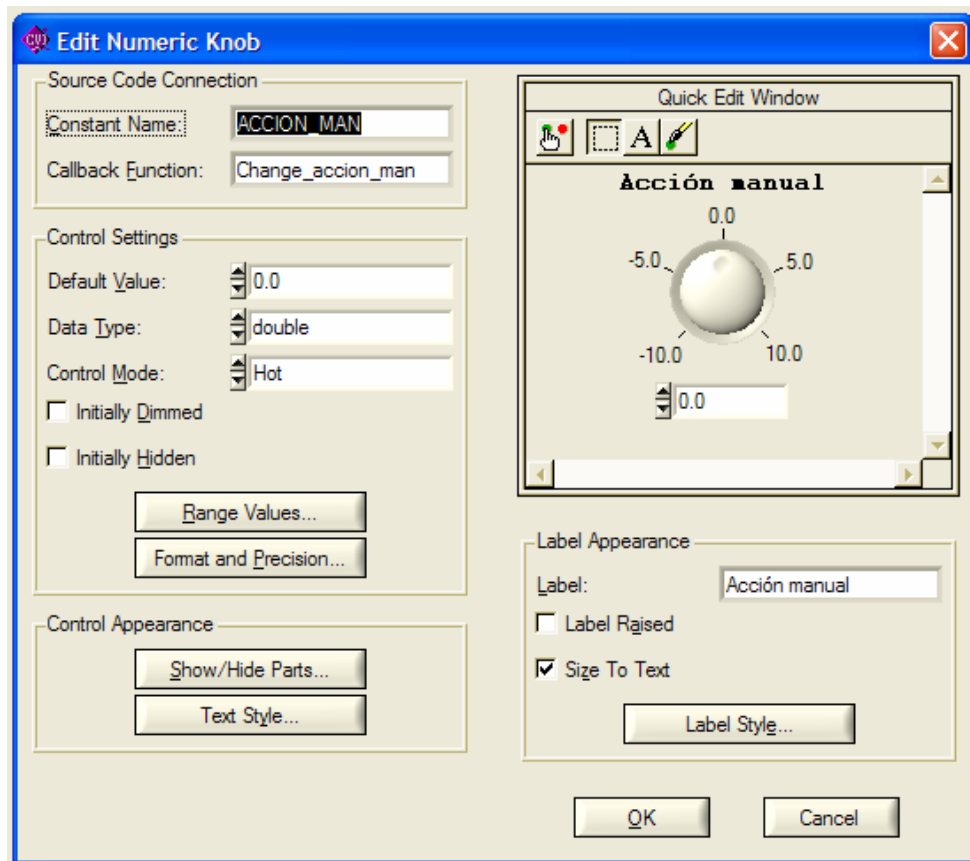 CVI Edit Numeric Knob
Source Code Connection
Constant Name: ACCION_MAN
Callback Function: Change_accion_man
Control Settings
Default Value: 0.0
Data Type: double
Control Mode: Hot
Initially Dimmed
Initially Hidden
Range Values...
Format and Precision...
Control Appearance
Show/Hide Parts...
Text Style...
Quick Edit Window
A
Acción manual
0.0
-5.0 5.0
-10.0 10.0
0.0
Label Appearance
Label: Acción manual
Label Raised
Size To Text
Label Style...
OK Cancel